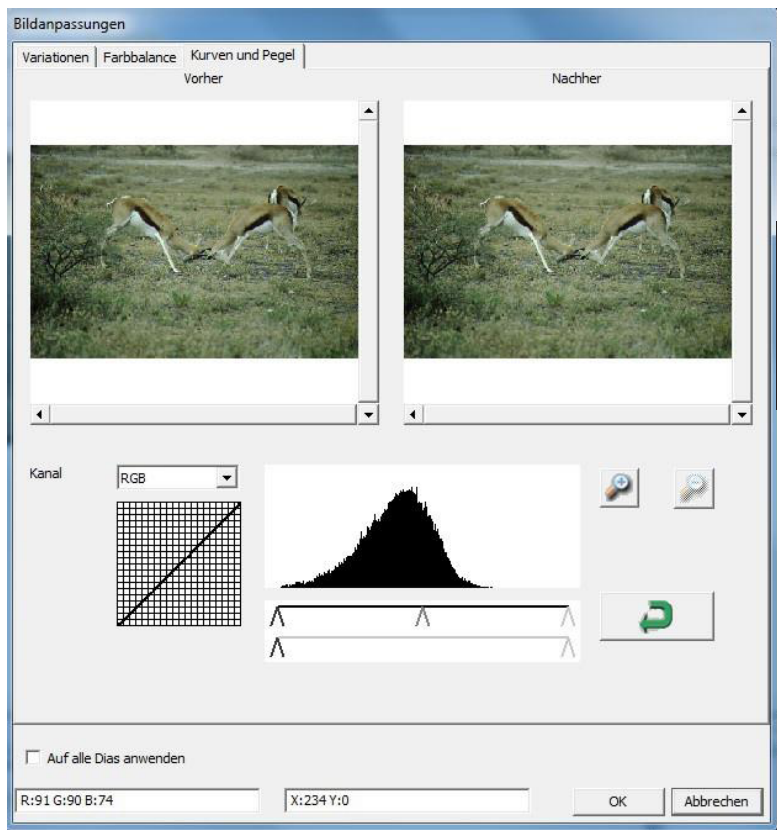 Bildanpassungen
Variationen Farbbalance Kurven und Pegel
Vorher Nachher
Kanal RGB
Auf alle Dias anwenden
R:91 G:90 B:74 X:234 Y:0 OK Abbrechen